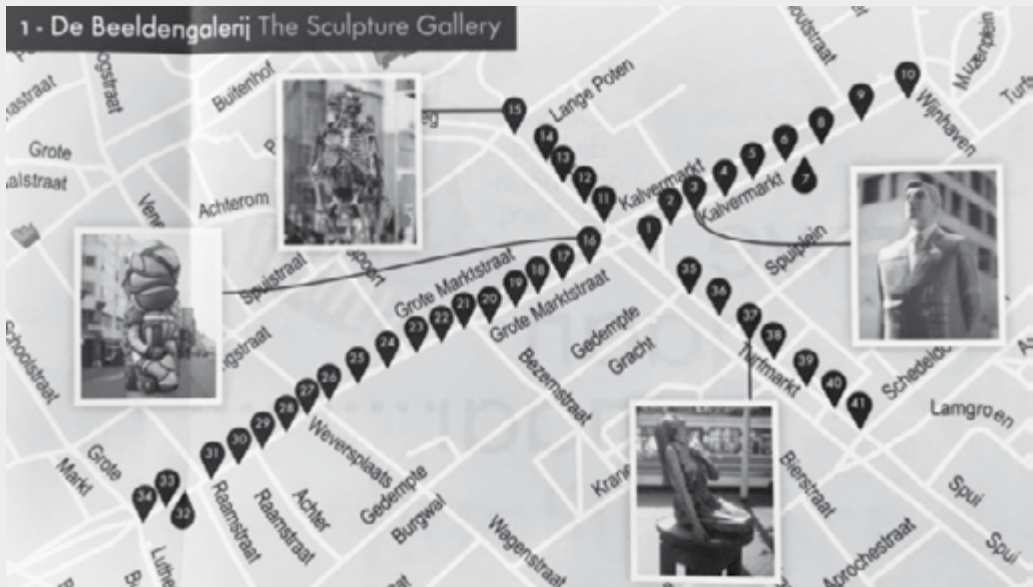 1 - De Beeldengalerij The Sculpture Gallery
Buitenhof
Grote
Achterom
Lange Poten
Muzenplein
Wijnhaven
Kalvermarkt
Kalvermarkt
Spuiplein
Spuistraat
Grote Marktstraat
Grote Marktstraat
Gedempte
Gracht
Bezemstraat
Turfmarkt
Lamgroen
Schoolstraat
Grote
Markt
Weversplaats
Gedempte
Burgwal
Achter
Raamstraat
Raamstraat
Wagenstraat
Bierstraat
Spui
Spui
1
2
3
4
5
6
7
8
9
10
11
12
13
14
15
16
17
18
19
20
21
22
23
24
25
26
27
28
29
30
31
32
33
34
35
36
37
38
39
40
41